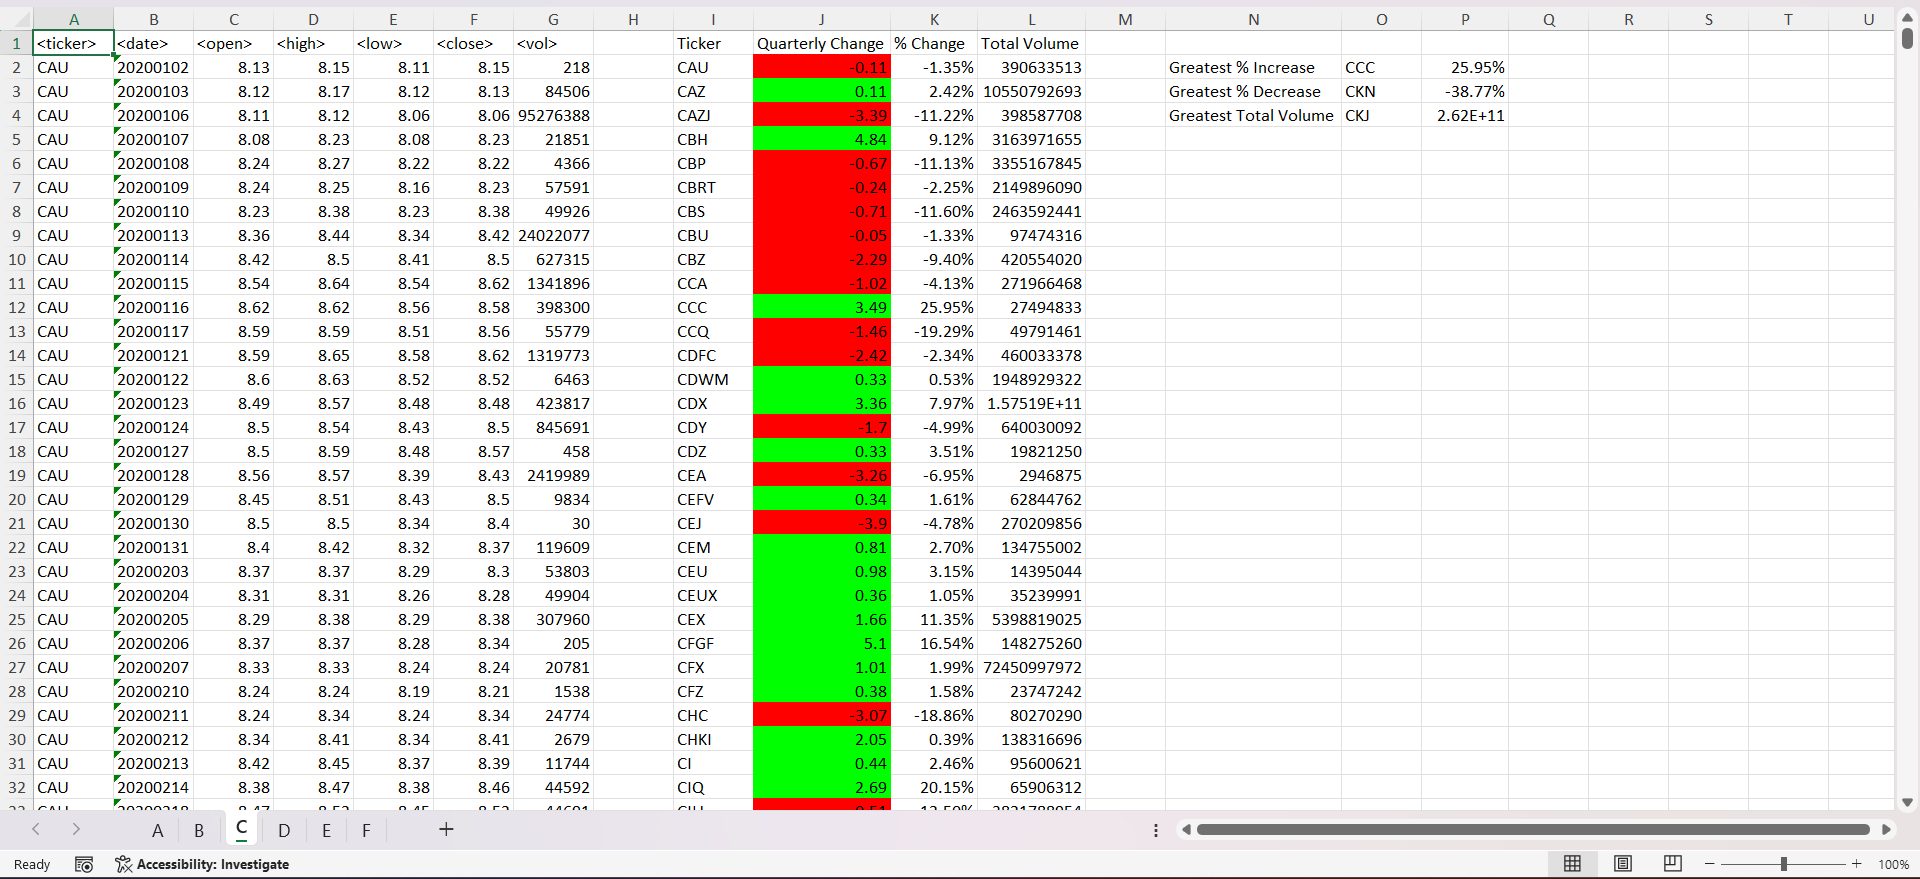 A B C D E F G H I J K L M N O P Q R S T U
1 <ticker> <date> <open> <high> <low> <close> <vol> Ticker Quarterly Change % Change Total Volume
2 CAU 20200102 8.13 8.15 8.11 8.15 218 CAU -0.11 -1.35% 390633513 Greatest % Increase CCC 25.95%
3 CAU 20200103 8.12 8.17 8.12 8.13 84506 CAZ 0.11 2.42% 10550792693 Greatest % Decrease CKN -38.77%
4 CAU 20200106 8.11 8.12 8.06 8.06 95276388 CAZJ -3.39 -11.22% 398587708 Greatest Total Volume CKJ 2.62E+11
5 CAU 20200107 8.08 8.23 8.08 8.23 21851 CBH 4.84 9.12% 3163971655
6 CAU 20200108 8.24 8.27 8.22 8.22 4366 CBP -0.67 -11.13% 3355167845
7 CAU 20200109 8.24 8.25 8.16 8.23 57591 CBRT -0.24 -2.25% 2149896090
8 CAU 20200110 8.23 8.38 8.23 8.38 49926 CBS -0.71 -11.60% 2463592441
9 CAU 20200113 8.36 8.44 8.34 8.42 24022077 CBU -0.05 -1.33% 97474316
10 CAU 20200114 8.42 8.5 8.41 8.5 627315 CBZ -2.29 -9.40% 420554020
11 CAU 20200115 8.54 8.64 8.54 8.62 1341896 CCA -1.02 -4.13% 271966468
12 CAU 20200116 8.62 8.62 8.56 8.58 398300 CCC 3.49 25.95% 27494833
13 CAU 20200117 8.59 8.59 8.51 8.56 55779 CCQ -1.46 -19.29% 49791461
14 CAU 20200121 8.59 8.65 8.58 8.62 1319773 CDFC -2.42 -2.34% 460033378
15 CAU 20200122 8.6 8.63 8.52 8.52 6463 CDWM 0.33 0.53% 1948929322
16 CAU 20200123 8.49 8.57 8.48 8.48 423817 CDX 3.36 7.97% 1.57519E+11
17 CAU 20200124 8.5 8.54 8.43 8.5 845691 CDY -1.7 -4.99% 640030092
18 CAU 20200127 8.5 8.59 8.48 8.57 458 CDZ 0.33 3.51% 19821250
19 CAU 20200128 8.56 8.57 8.39 8.43 2419989 CEA -3.26 -6.95% 2946875
20 CAU 20200129 8.45 8.51 8.43 8.5 9834 CEFV 0.34 1.61% 62844762
21 CAU 20200130 8.5 8.5 8.34 8.4 30 CEJ -3.9 -4.78% 270209856
22 CAU 20200131 8.4 8.42 8.32 8.37 119609 CEM 0.81 2.70% 134755002
23 CAU 20200203 8.37 8.37 8.29 8.3 53803 CEU 0.98 3.15% 14395044
24 CAU 20200204 8.31 8.31 8.26 8.28 49904 CEUX 0.36 1.05% 35239991
25 CAU 20200205 8.29 8.38 8.29 8.38 307960 CEX 1.66 11.35% 5398819025
26 CAU 20200206 8.37 8.37 8.28 8.34 205 CFGF 5.1 16.54% 148275260
27 CAU 20200207 8.33 8.33 8.24 8.24 20781 CFX 1.01 1.99% 72450997972
28 CAU 20200210 8.24 8.24 8.19 8.21 1538 CFZ 0.38 1.58% 23747242
29 CAU 20200211 8.24 8.34 8.24 8.34 24774 CHC -3.07 -18.86% 80270290
30 CAU 20200212 8.34 8.41 8.34 8.41 2679 CHKI 2.05 0.39% 138316696
31 CAU 20200213 8.42 8.45 8.37 8.39 11744 CI 0.44 2.46% 95600621
32 CAU 20200214 8.38 8.47 8.38 8.46 44592 CIQ 2.69 20.15% 65906312
A B C D E F
Ready Accessibility: Investigate 100%